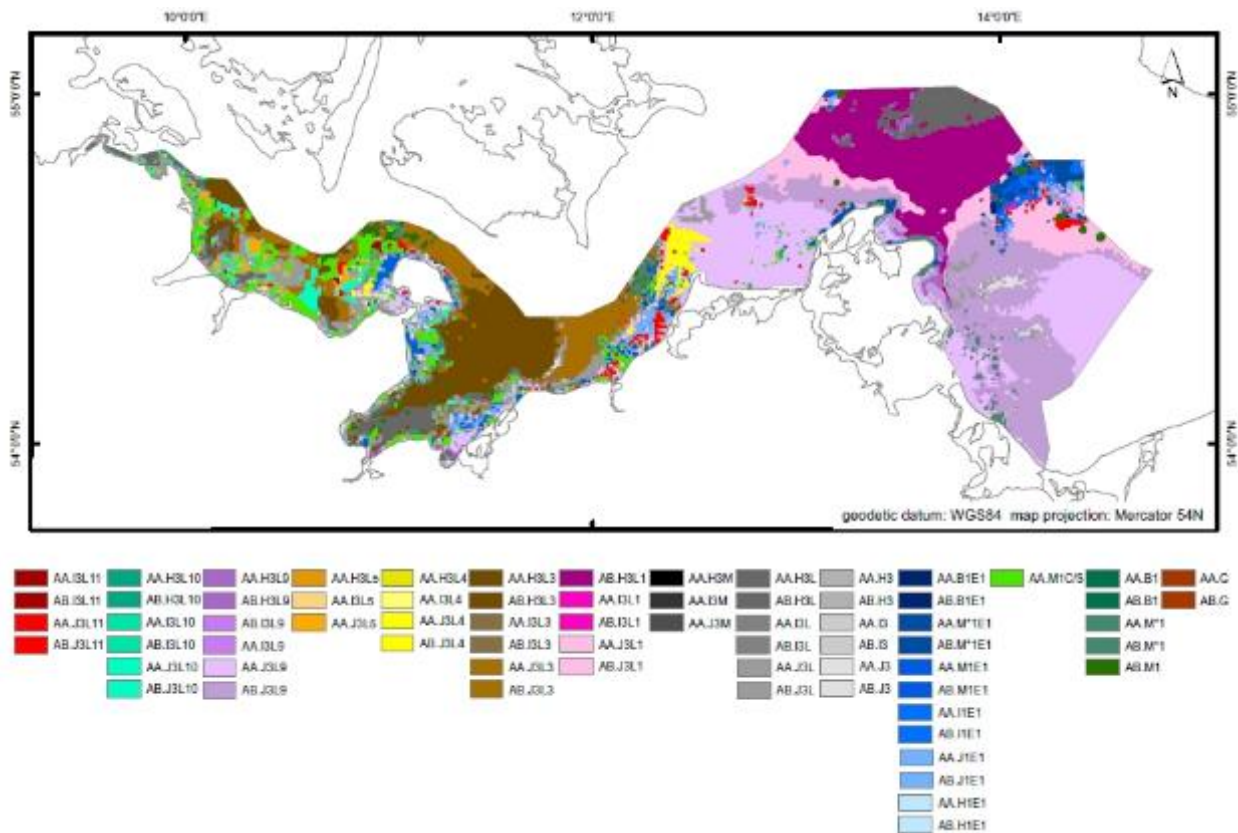 10°0'0"E 12°0'0"E 14°0'0"E
55°0'0"N 55°0'0"N
N
54°0'0"N 54°0'0"N
geodetic datum: WGS84 map projection: Mercator 54N
AA.I3L11 AA.H3L10 AA.H3L9 AA.H3L5 AA.H3L4 AA.H3L3 AB.H3L1 AA.H3M AA.H3L AA.H3 AA.B1E1 AA.M1C/S AA.B1 AA.G
AB.I3L11 AB.H3L10 AB.H3L9 AA.I3L5 AA.I3L4 AB.H3L3 AA.I3L1 AA.I3M AB.H3L AB.H3 AB.B1E1 AB.B1 AB.G
AA.J3L11 AA.I3L10 AB.I3L9 AA.J3L5 AA.J3L4 AA.I3L3 AB.I3L1 AA.J3M AA.I3L AA.I3 AA.M*1E1 AA.M*1
AB.J3L11 AB.I3L10 AA.I3L9 AB.J3L4 AB.I3L3 AA.J3L1 AB.I3L AB.I3 AB.M*1E1 AB.M*1
AA.J3L10 AA.J3L9 AA.J3L3 AB.J3L1 AA.J3L AA.J3 AA.M1E1 AB.M1
AB.J3L10 AB.J3L9 AB.J3L3 AB.J3L AB.J3 AB.M1E1
AA.I1E1
AB.I1E1
AA.J1E1
AB.J1E1
AA.H1E1
AB.H1E1